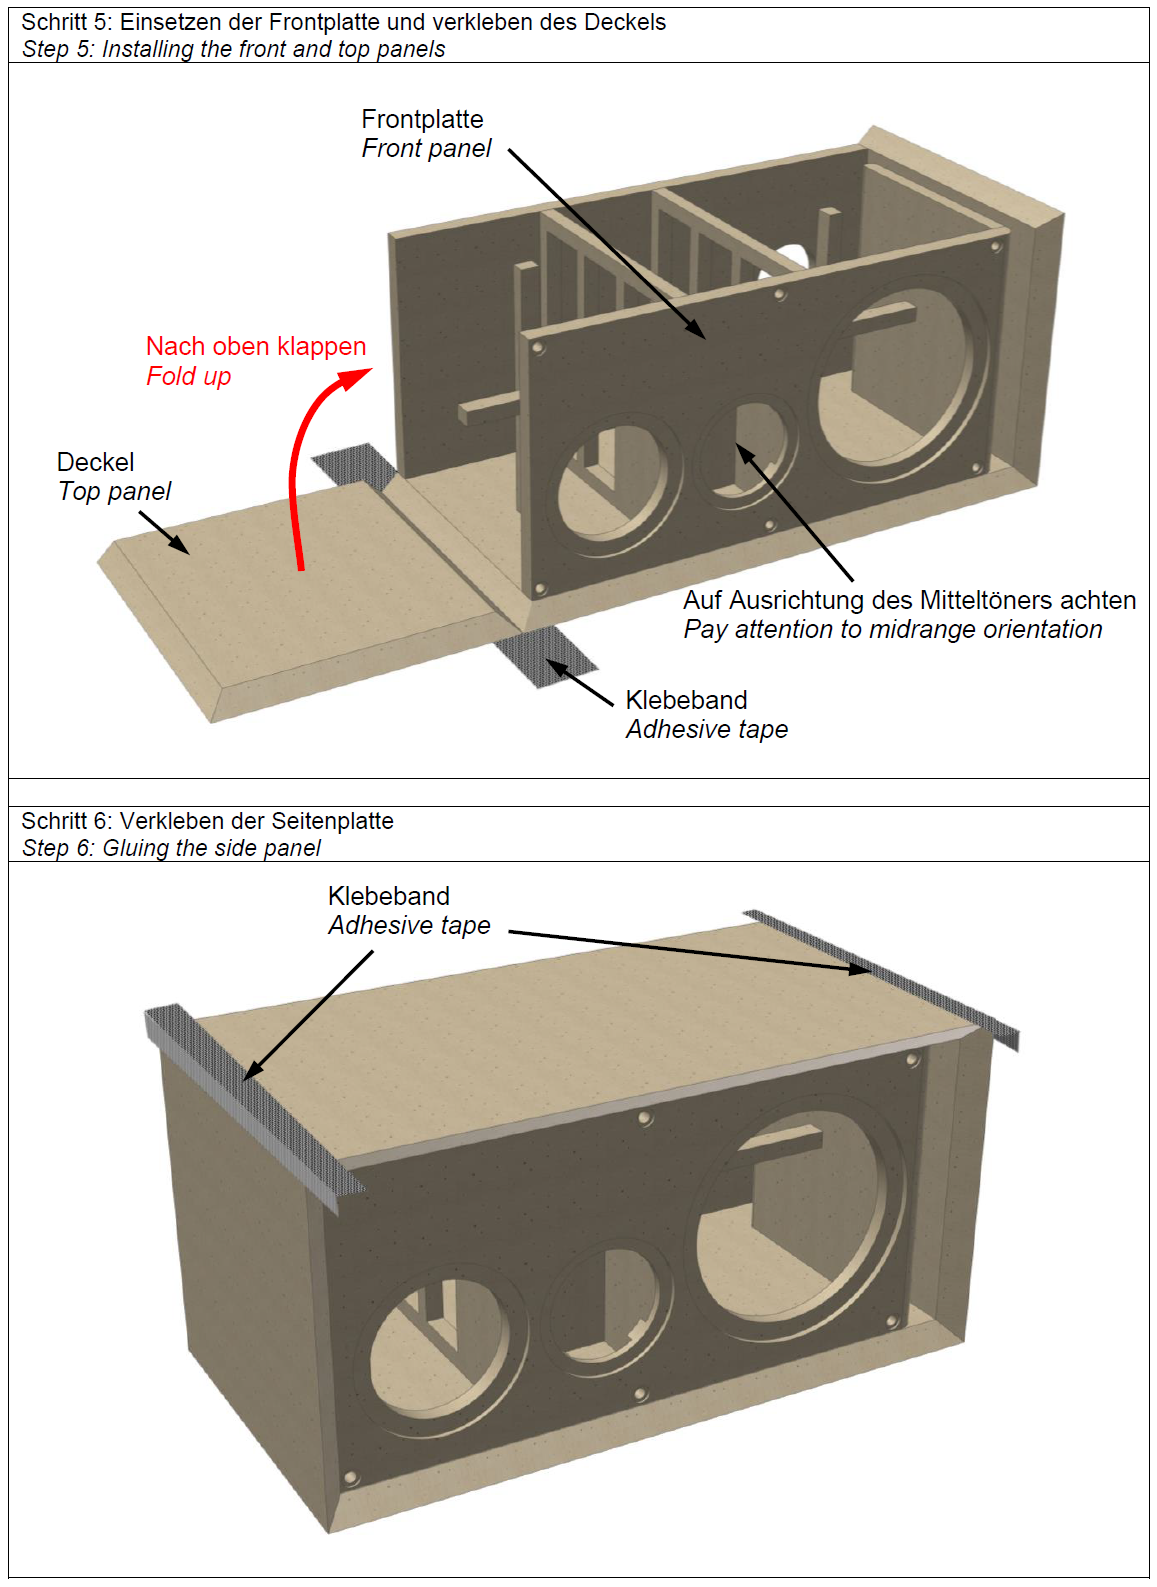 Schritt 5: Einsetzen der Frontplatte und verkleben des Deckels
Step 5: Installing the front and top panels
Frontplatte
Front panel
Nach oben klappen
Fold up
Deckel
Top panel
Auf Ausrichtung des Mitteltöners achten
Pay attention to midrange orientation
Klebeband
Adhesive tape
Schritt 6: Verkleben der Seitenplatte
Step 6: Gluing the side panel
Klebeband
Adhesive tape